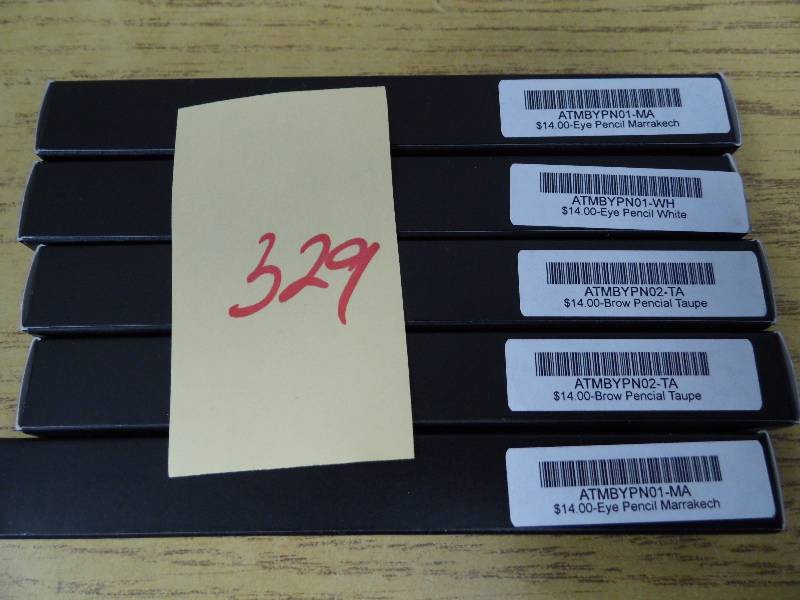 ATMBYPN01-MA
$14.00-Eye Pencil Marrakech
ATMBYPN01-WH
$14.00-Eye Pencil White
329
ATMBYPN02-TA
$14.00-Brow Pencial Taupe
ATMBYPN02-TA
$14.00-Brow Pencial Taupe
ATMBYPN01-MA
$14.00-Eye Pencil Marrakech